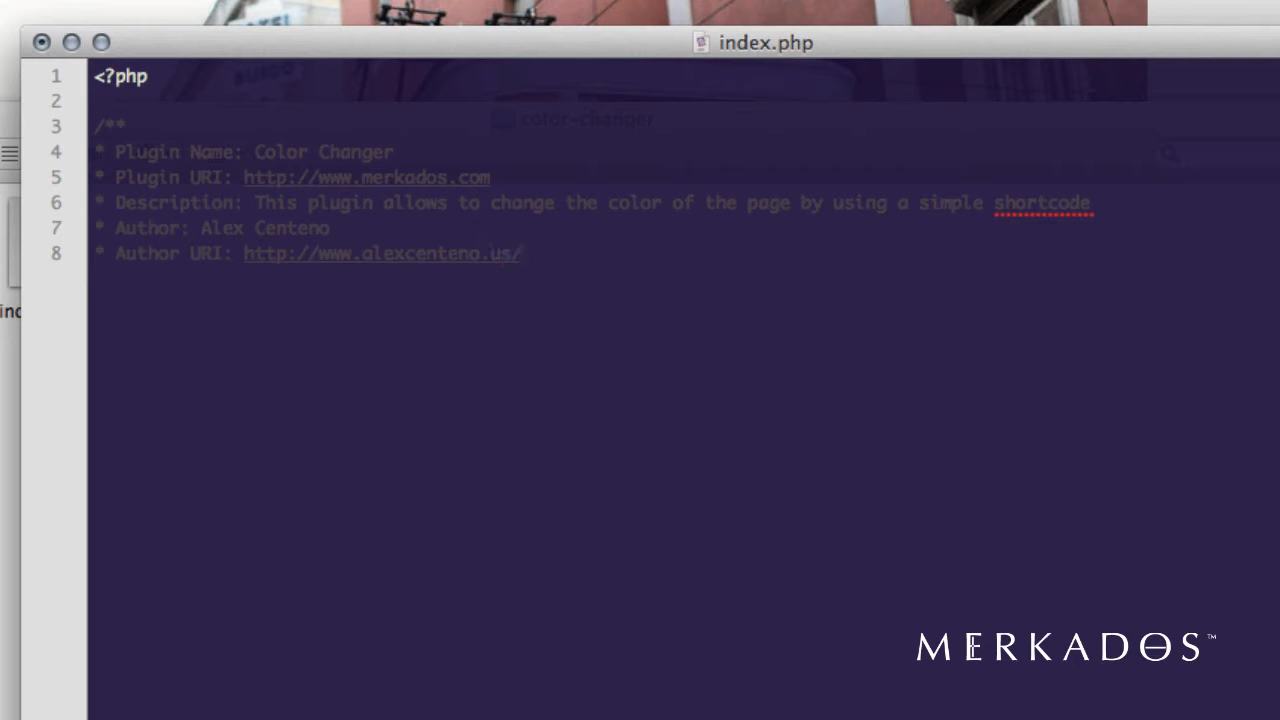 index.php
1 <?php
2
color-changer
3 /**
4 * Plugin Name: Color Changer
5 * Plugin URI: http://www.merkados.com
6 * Description: This plugin allows to change the color of the page by using a simple shortcode
7 * Author: Alex Centeno
8 * Author URI: http://www.alexcenteno.us/
MERKADOS™